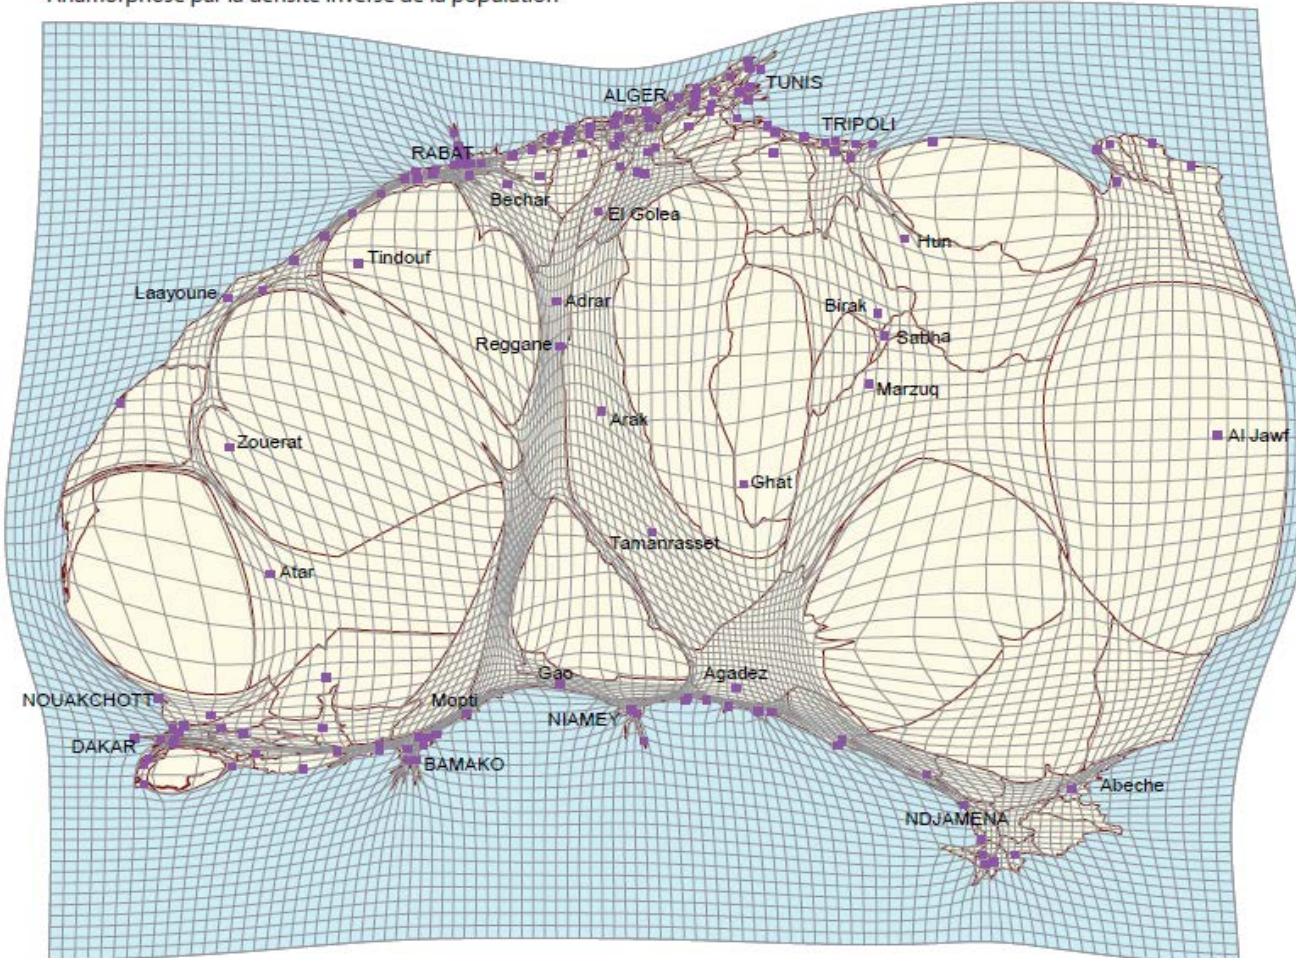 Anamorphose par la densité inverse de la population
TUNIS
ALGER
TRIPOLI
RABAT
Bechar
El Golea
Hun
Tindouf
Laayoune
Adrar
Birak
Sabha
Reggane
Marzuq
Arak
Al Jawf
Zouerat
Ghat
Tamanrasset
Atar
Gao
Agadez
NOUAKCHOTT
Mopti
NIAMEY
DAKAR
BAMAKO
Abeche
NDJAMENA